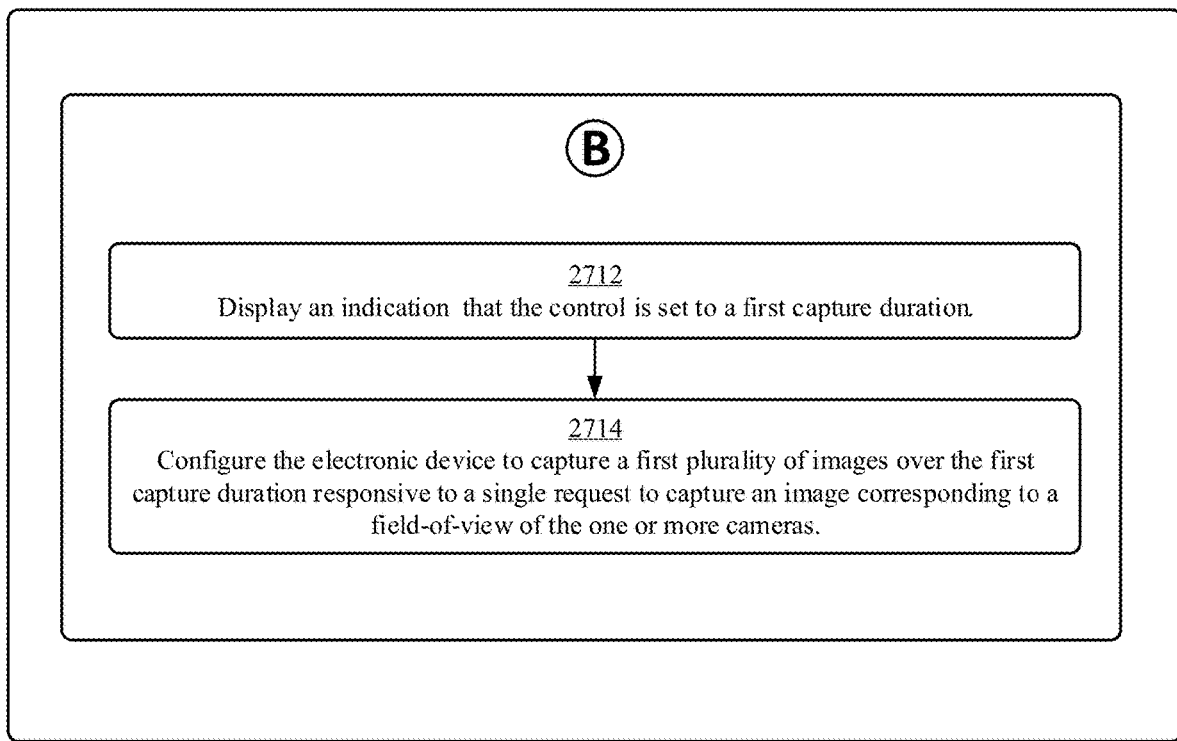 B
2712
Display an indication that the control is set to a first capture duration.
2714
Configure the electronic device to capture a first plurality of images over the first
capture duration responsive to a single request to capture an image corresponding to a
field-of-view of the one or more cameras.